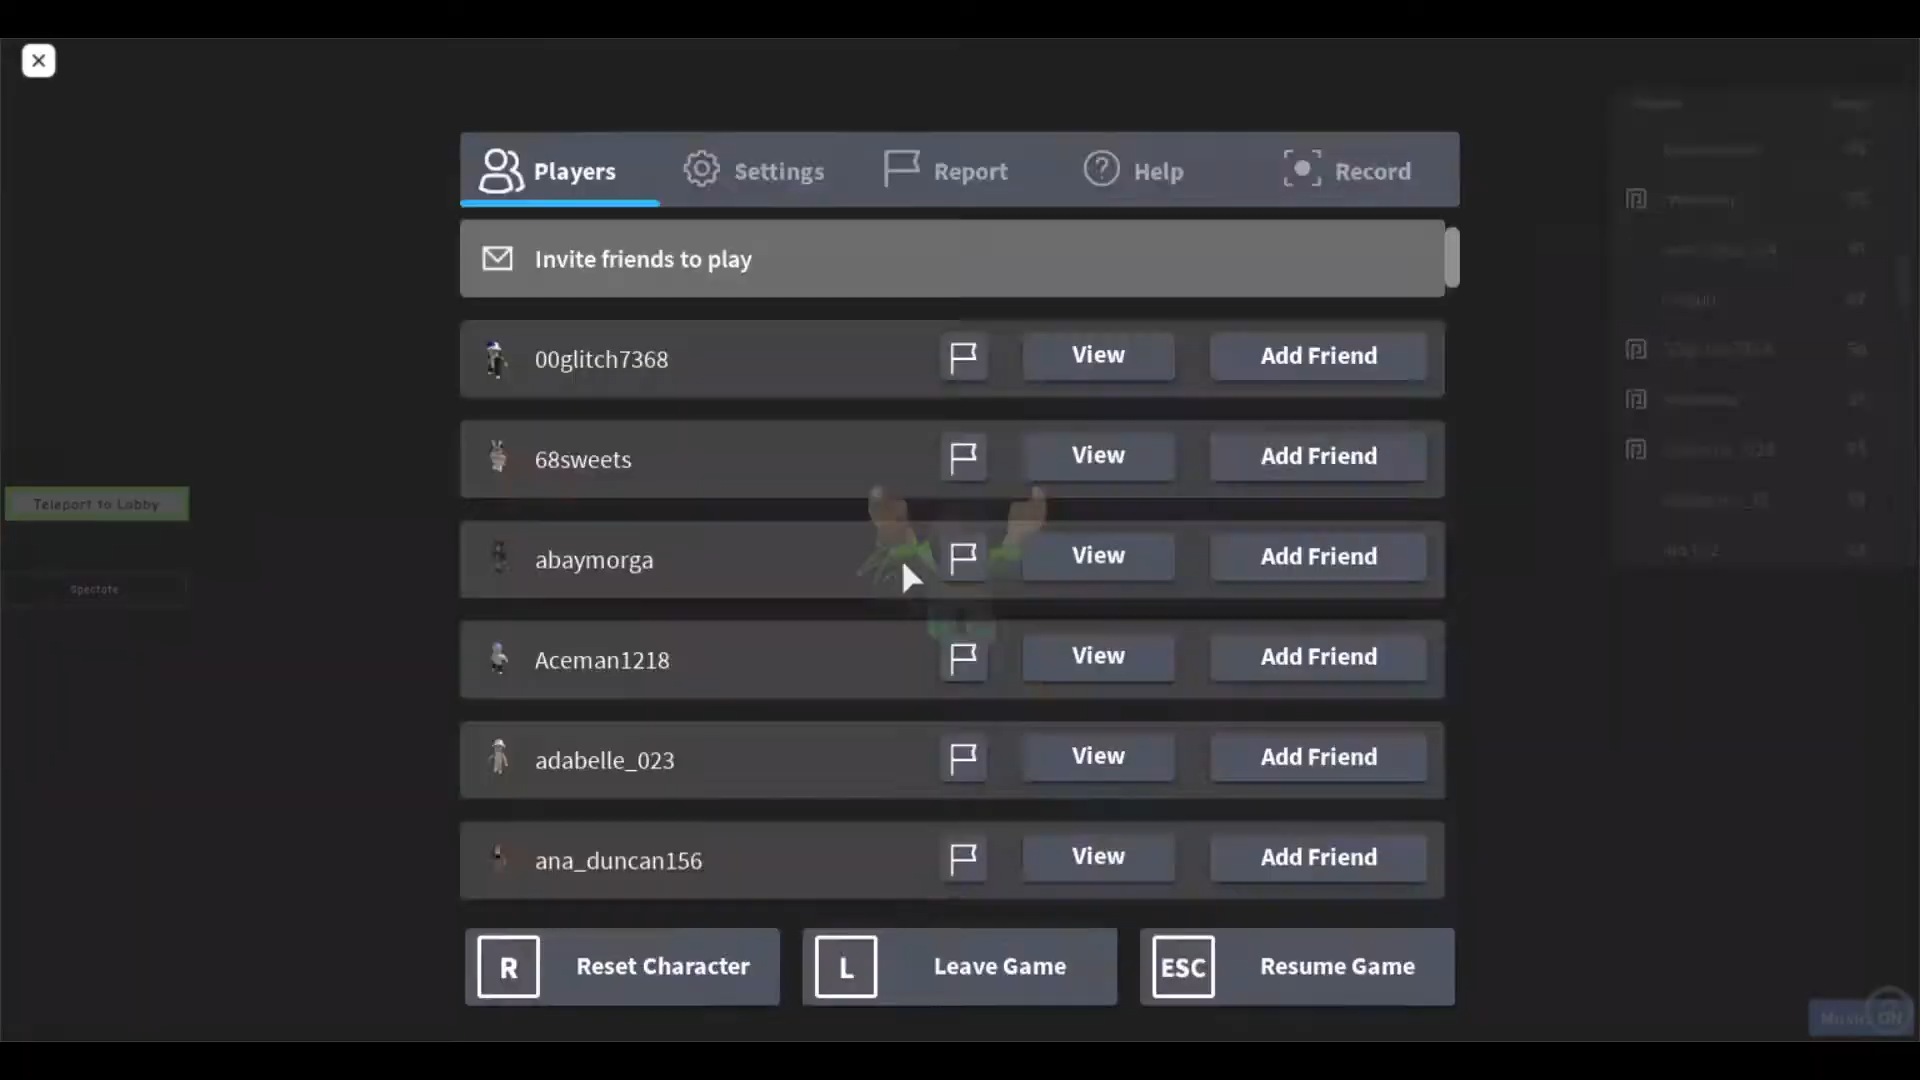 Players
Settings
Report
Help
Record
Invite friends to play
00glitch7368
View
Add Friend
68sweets
View
Add Friend
abaymorga
View
Add Friend
Aceman1218
View
Add Friend
adabelle_023
View
Add Friend
ana_duncan156
View
Add Friend
Teleport to Lobby
Spectate
R
Reset Character
L
Leave Game
ESC
Resume Game
Music ON